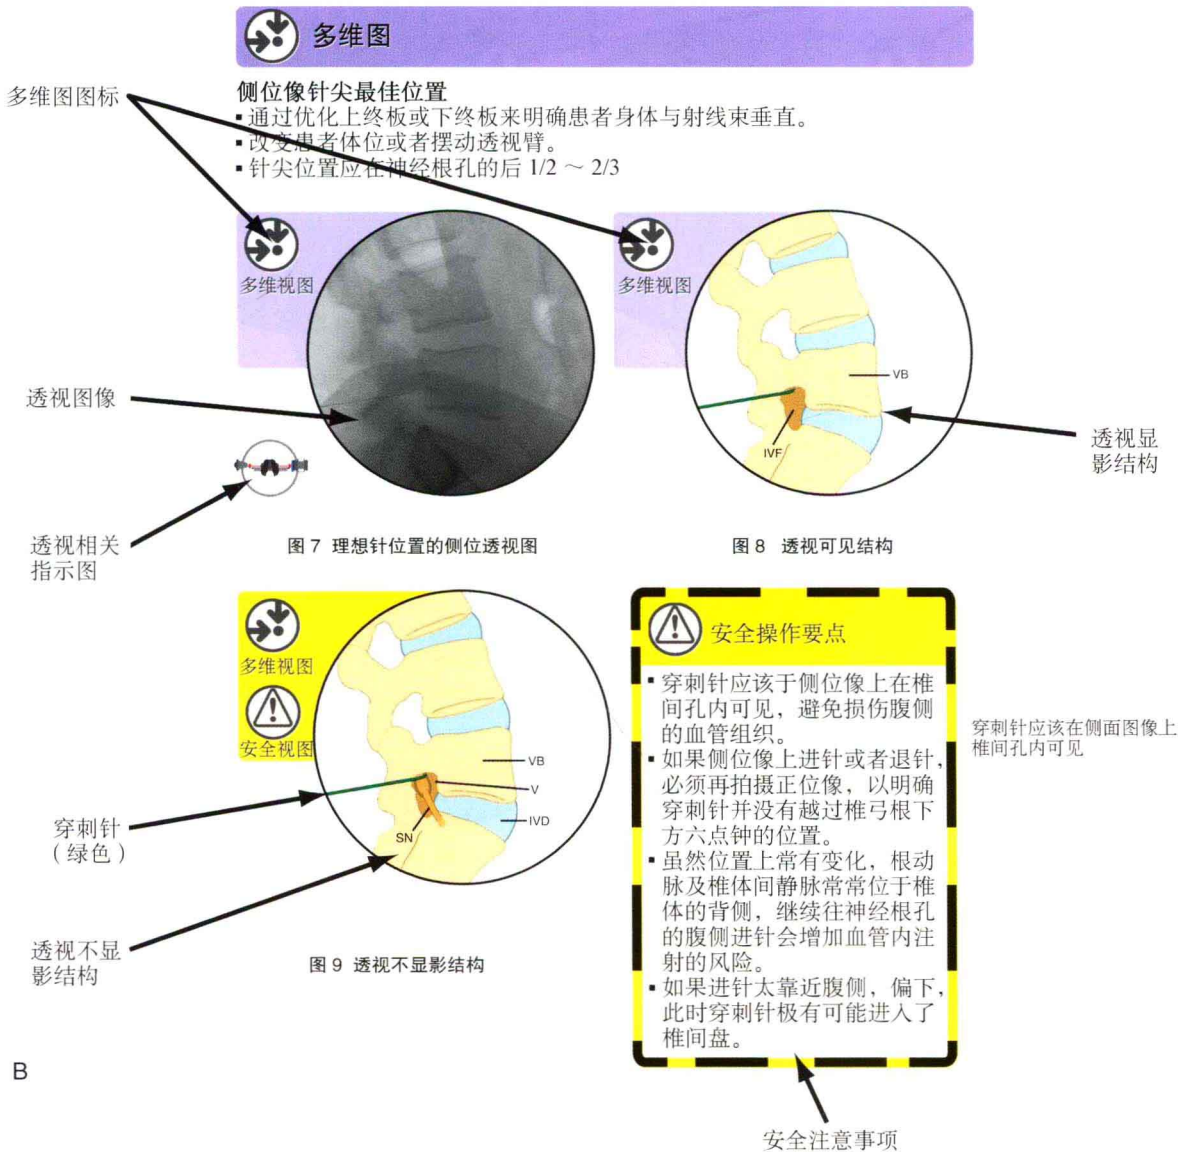 多维图
多维图图标
侧位像针尖最佳位置
▪ 通过优化上终板或下终板来明确患者身体与射线束垂直。
▪ 改变患者体位或者摆动透视臂。
▪ 针尖位置应在神经根孔的后 1/2 ～ 2/3
多维视图
多维视图
VB
IVF
透视图像
透视显
影结构
透视相关
指示图
图 7 理想针位置的侧位透视图
图 8 透视可见结构
多维视图
安全视图
VB
V
IVD
SN
穿刺针
（绿色）
透视不显
影结构
图 9 透视不显影结构
安全操作要点
▪ 穿刺针应该于侧位像上在椎
间孔内可见，避免损伤腹侧
的血管组织。
▪ 如果侧位像上进针或者退针，
必须再拍摄正位像，以明确
穿刺针并没有越过椎弓根下
方六点钟的位置。
▪ 虽然位置上常有变化，根动
脉及椎体间静脉常常位于椎
体的背侧，继续往神经根孔
的腹侧进针会增加血管内注
射的风险。
▪ 如果进针太靠近腹侧，偏下，
此时穿刺针极有可能进入了
椎间盘。
穿刺针应该在侧面图像上
椎间孔内可见
B
安全注意事项